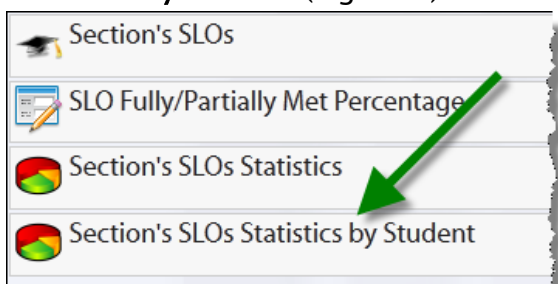 Section's SLOs
SLO Fully/Partially Met Percentage
Section's SLOs Statistics
Section's SLOs Statistics by Student